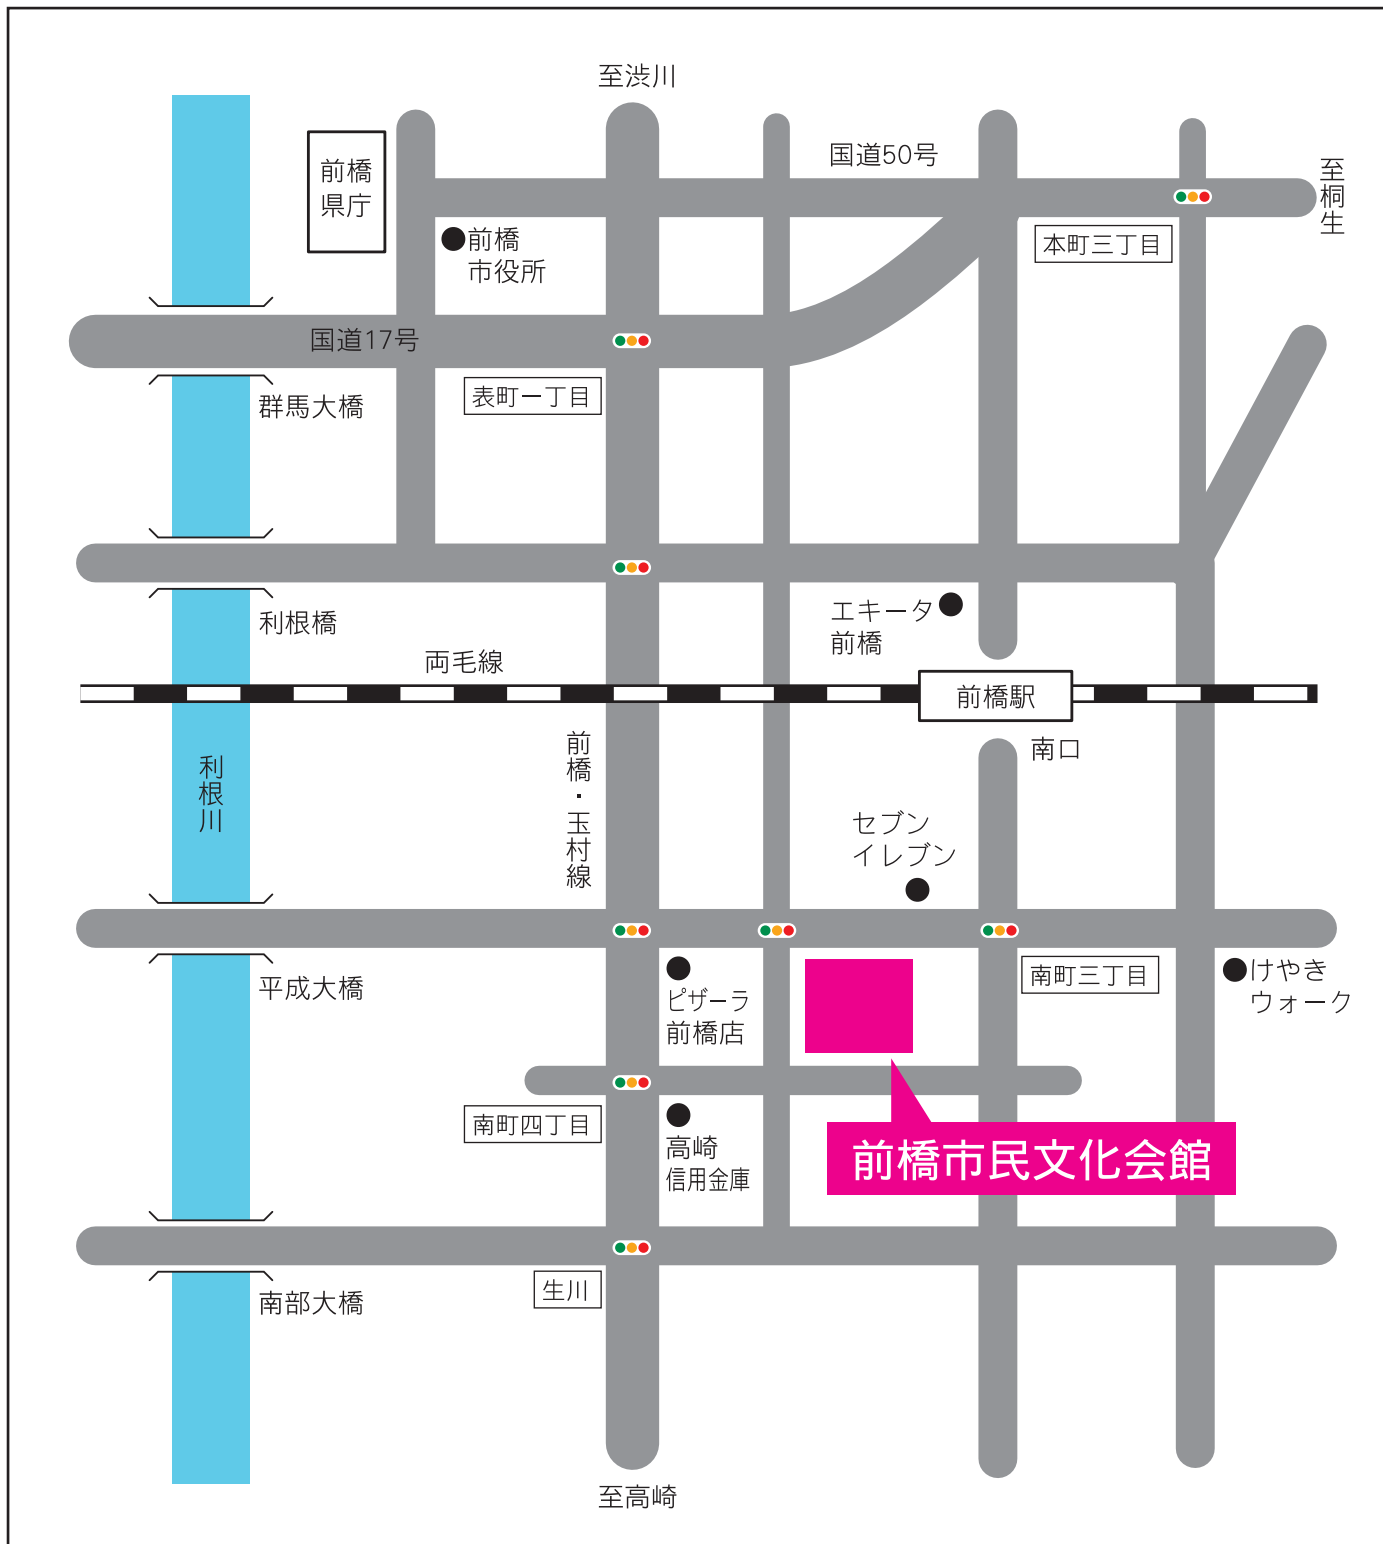 至渋川
国道50号
至桐生
前橋
県庁
前橋
市役所
本町三丁目
国道17号
表町一丁目
群馬大橋
利根橋
エキータ
前橋
両毛線
前橋駅
南口
前橋・玉村線
利根川
セブン
イレブン
平成大橋
ピザーラ
前橋店
南町三丁目
けやき
ウォーク
南町四丁目
高崎
信用金庫
前橋市民文化会館
生川
南部大橋
至高崎